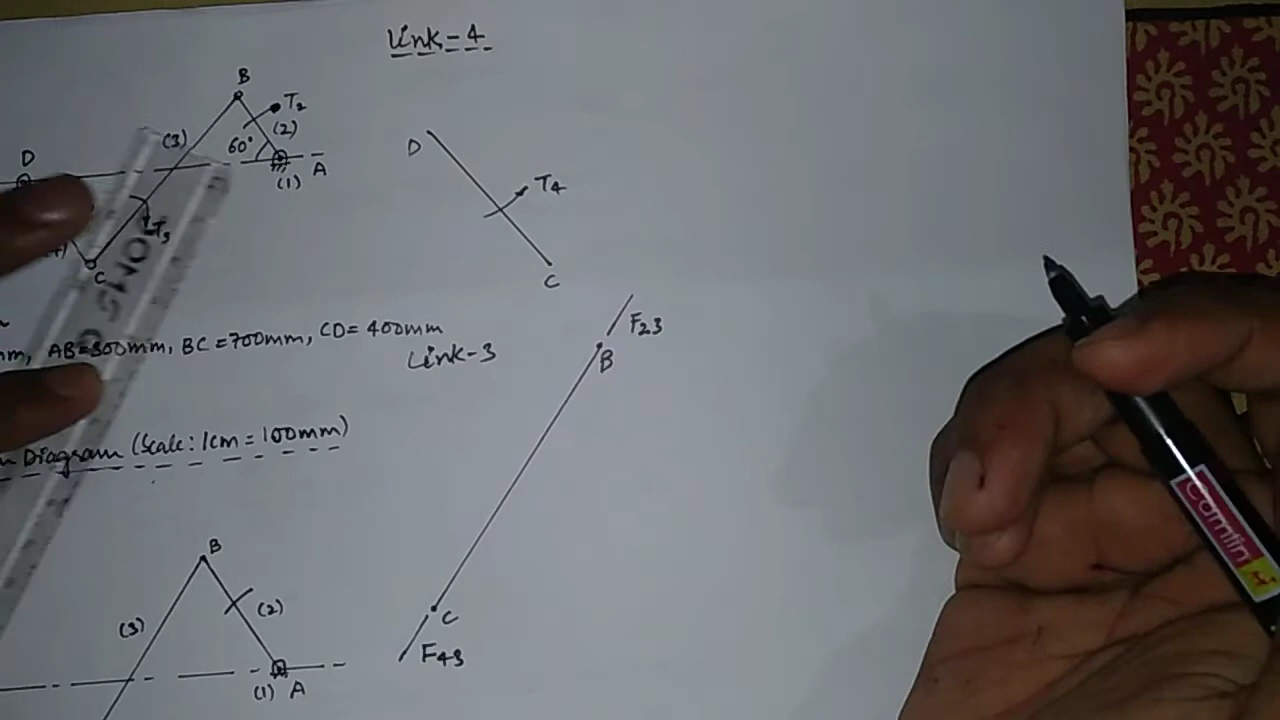 Link-4
B
T2
(3)
(2)
60°
D
A
(1)
T3
C
D
T4
C
mm, AB=300mm, BC=700mm, CD=400mm
F23
B
Link-3
Diagram (Scale: 1cm = 100mm)
B
(3)
(2)
C
F43
(1) A
Camlin